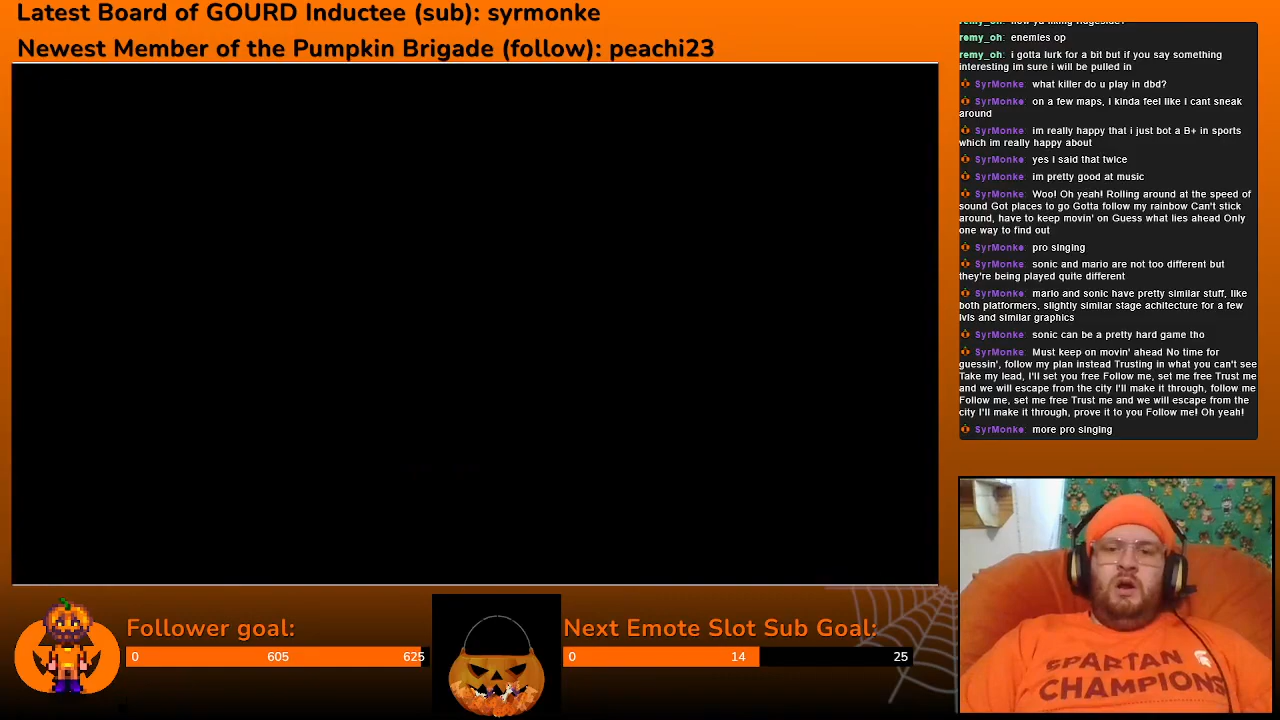 Latest Board of GOURD Inductee (sub): syrmonke
Newest Member of the Pumpkin Brigade (follow): peachi23
remy_oh: how ya liking hugeside?
remy_oh: enemies op
remy_oh: i gotta lurk for a bit but if you say something
interesting im sure i will be pulled in
SyrMonke: what killer do u play in dbd?
SyrMonke: on a few maps, i kinda feel like i cant sneak
around
SyrMonke: im really happy that i just bot a B+ in sports
which im really happy about
SyrMonke: yes I said that twice
SyrMonke: im pretty good at music
SyrMonke: Woo! Oh yeah! Rolling around at the speed of
sound Got places to go Gotta follow my rainbow Can't stick
around, have to keep movin' on Guess what lies ahead Only
one way to find out
SyrMonke: pro singing
SyrMonke: sonic and mario are not too different but
they're being played quite different
SyrMonke: mario and sonic have pretty similar stuff, like
both platformers, slightly similar stage achitecture for a few
lvls and similar graphics
SyrMonke: sonic can be a pretty hard game tho
SyrMonke: Must keep on movin' ahead No time for
guessin', follow my plan instead Trusting in what you can't see
Take my lead, I'll set you free Follow me, set me free Trust me
and we will escape from the city I'll make it through, follow me
Follow me, set me free Trust me and we will escape from the
city I'll make it through, prove it to you Follow me! Oh yeah!
SyrMonke: more pro singing
SPARTAN
CHAMPIONS
Follower goal:
0 605 625
Next Emote Slot Sub Goal:
0 14 25